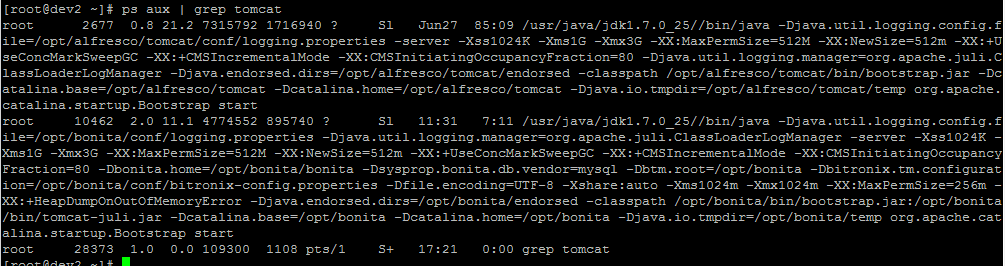 [root@dev2 ~]# ps aux | grep tomcat
root      2677  0.8 21.2 7315792 1716940 ?     Sl   Jun27  85:09 /usr/java/jdk1.7.0_25//bin/java -Djava.util.logging.config.f
ile=/opt/alfresco/tomcat/conf/logging.properties -server -Xss1024K -Xms1G -Xmx3G -XX:MaxPermSize=512M -XX:NewSize=512m -XX:+U
seConcMarkSweepGC -XX:+CMSIncrementalMode -XX:CMSInitiatingOccupancyFraction=80 -Djava.util.logging.manager=org.apache.juli.C
lassLoaderLogManager -Djava.endorsed.dirs=/opt/alfresco/tomcat/endorsed -classpath /opt/alfresco/tomcat/bin/bootstrap.jar -Dc
atalina.base=/opt/alfresco/tomcat -Dcatalina.home=/opt/alfresco/tomcat -Djava.io.tmpdir=/opt/alfresco/tomcat/temp org.apache.
catalina.startup.Bootstrap start
root     10462  2.0 11.1 4774552 895740 ?      Sl   11:31   7:11 /usr/java/jdk1.7.0_25//bin/java -Djava.util.logging.config.f
ile=/opt/bonita/conf/logging.properties -Djava.util.logging.manager=org.apache.juli.ClassLoaderLogManager -server -Xss1024K -
Xms1G -Xmx3G -XX:MaxPermSize=512M -XX:NewSize=512m -XX:+UseConcMarkSweepGC -XX:+CMSIncrementalMode -XX:CMSInitiatingOccupancy
Fraction=80 -Dbonita.home=/opt/bonita/bonita -Dsysprop.bonita.db.vendor=mysql -Dbtm.root=/opt/bonita -Dbitronix.tm.configurat
ion=/opt/bonita/conf/bitronix-config.properties -Dfile.encoding=UTF-8 -Xshare:auto -Xms1024m -Xmx1024m -XX:MaxPermSize=256m -
XX:+HeapDumpOnOutOfMemoryError -Djava.endorsed.dirs=/opt/bonita/endorsed -classpath /opt/bonita/bin/bootstrap.jar:/opt/bonita
/bin/tomcat-juli.jar -Dcatalina.base=/opt/bonita -Dcatalina.home=/opt/bonita -Djava.io.tmpdir=/opt/bonita/temp org.apache.cat
alina.startup.Bootstrap start
root     28373  1.0  0.0 109300  1108 pts/1    S+   17:21   0:00 grep tomcat
[root@dev2 ~]#